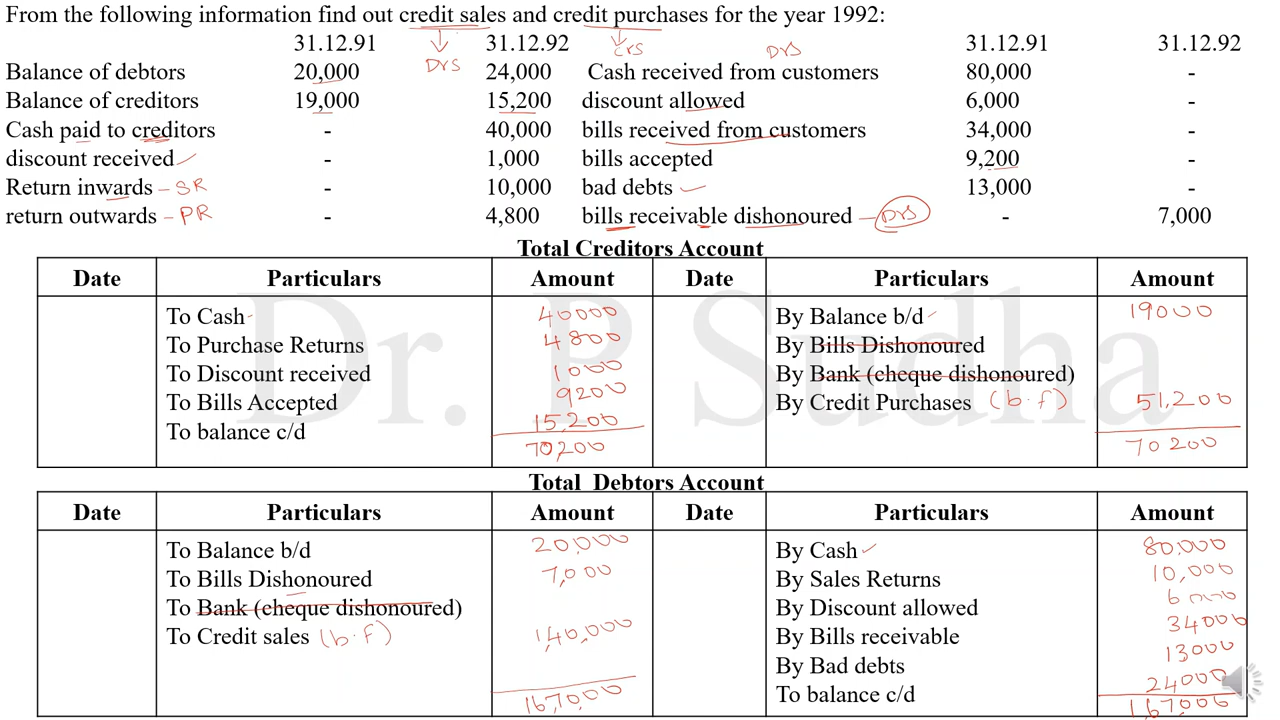 From the following information find out credit sales and credit purchases for the year 1992:
31.12.91 31.12.92 31.12.91 31.12.92
DrS CrS DrS
Balance of debtors 20,000 24,000 Cash received from customers 80,000 -
Balance of creditors 19,000 15,200 discount allowed 6,000 -
Cash paid to creditors - 40,000 bills received from customers 34,000 -
discount received - 1,000 bills accepted 9,200 -
Return inwards - SR - 10,000 bad debts 13,000 -
return outwards - PR - 4,800 bills receivable dishonoured - DrS - 7,000
Total Creditors Account
Date Particulars Amount Date Particulars Amount
To Cash 40000 By Balance b/d 19000
To Purchase Returns 4800 By Bills Dishonoured
To Discount received 1000 By Bank (cheque dishonoured)
To Bills Accepted 9200 By Credit Purchases (b.f) 51,200
To balance c/d 15,200
70,200 70200
Total Debtors Account
Date Particulars Amount Date Particulars Amount
To Balance b/d 20,000 By Cash 80,000
To Bills Dishonoured 7,000 By Sales Returns 10,000
To Bank (cheque dishonoured) By Discount allowed 6000
To Credit sales (b.f) 1,40,000 By Bills receivable 34000
By Bad debts 13000
To balance c/d 24000
1,67,000 1,67,000
Dr. P Sudha